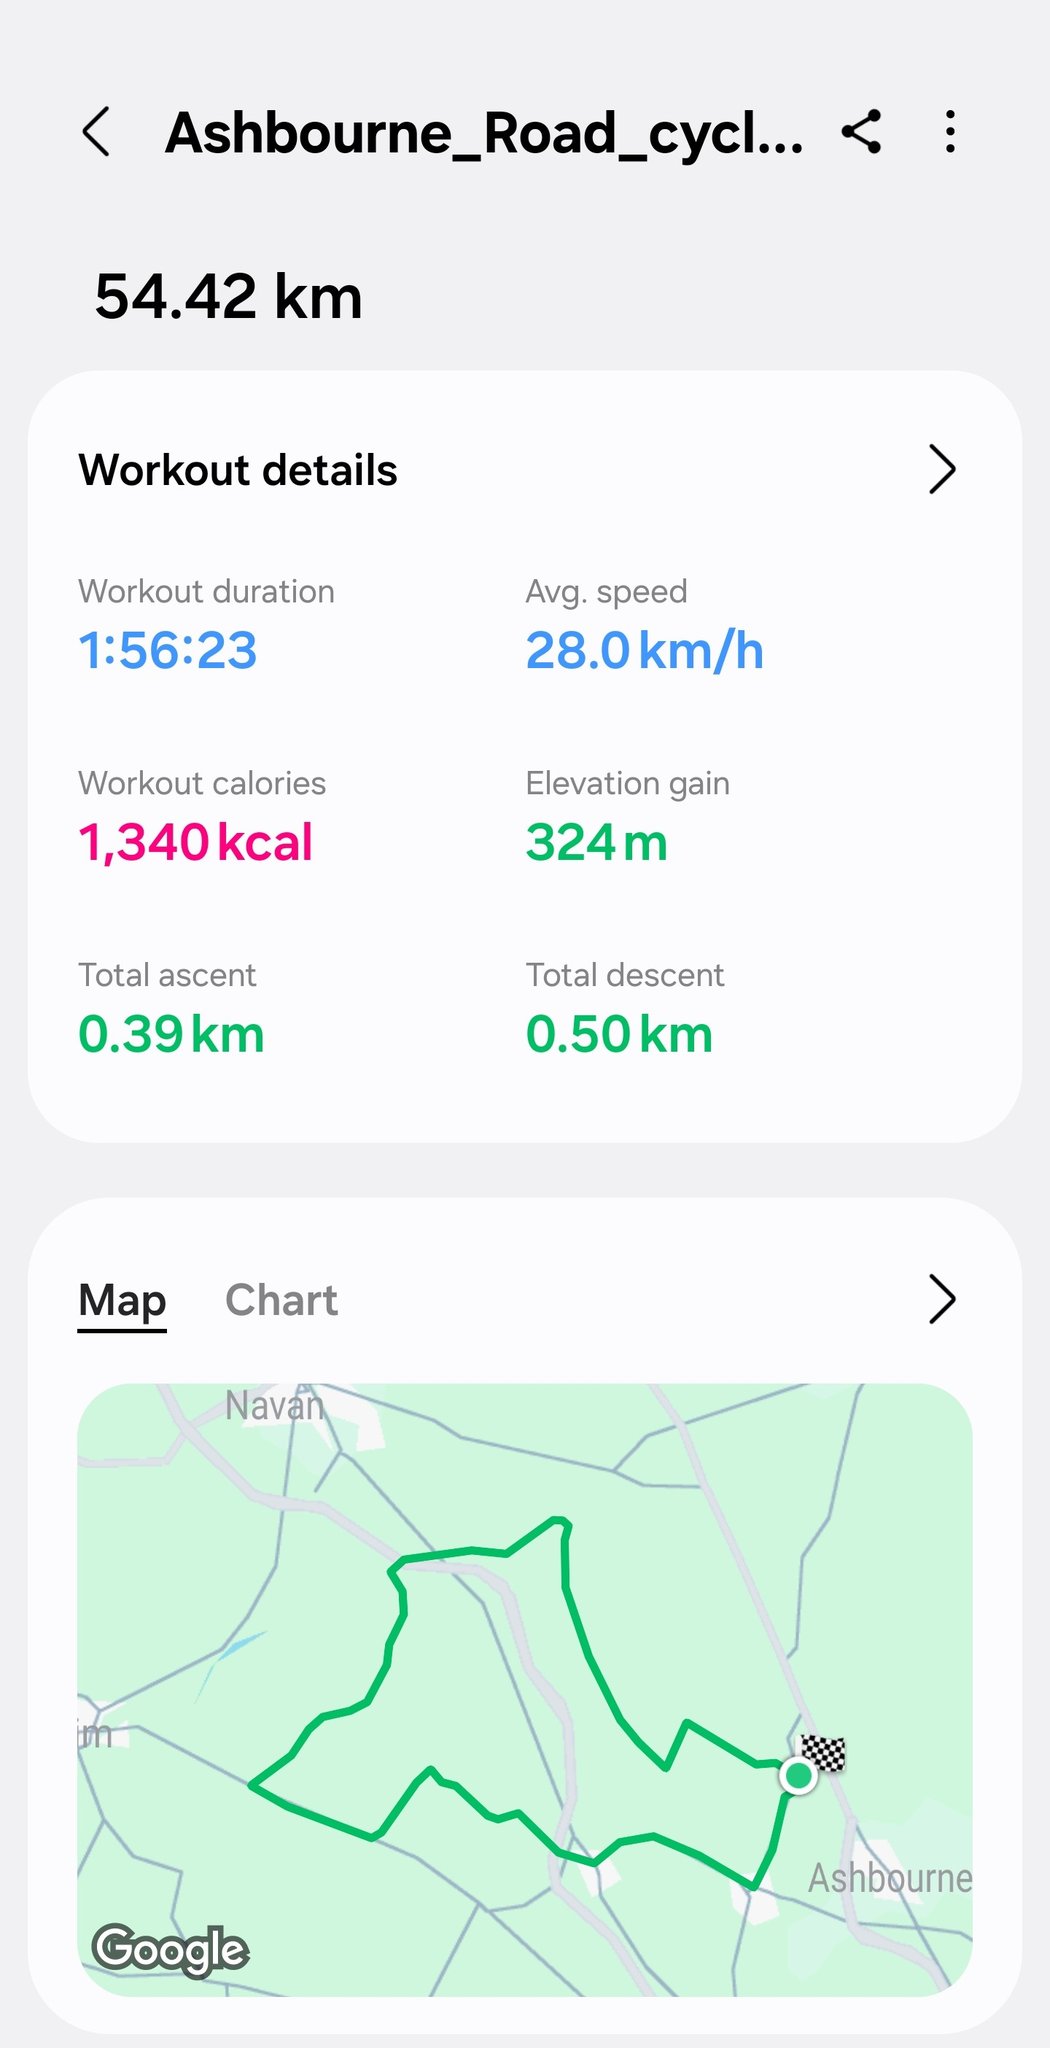 Ashbourne_Road_cycl...
54.42 km
Workout details
Workout duration
Avg. speed
1:56:23
28.0 km/h
Workout calories
Elevation gain
1,340 kcal
324 m
Total ascent
Total descent
0.39 km
0.50 km
Map
Chart
Navan
im
Ashbourne
Google